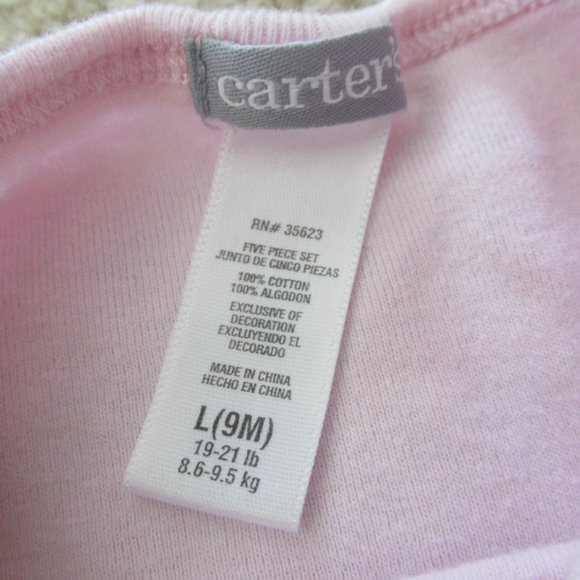 carter's
RN# 35623
FIVE PIECE SET
JUNTO DE CINCO PIEZAS
100% COTTON
100% ALGODON
EXCLUSIVE OF
DECORATION
EXCLUYENDO EL
DECORADO
MADE IN CHINA
HECHO EN CHINA
L(9M)
19-21 lb
8.6-9.5 kg